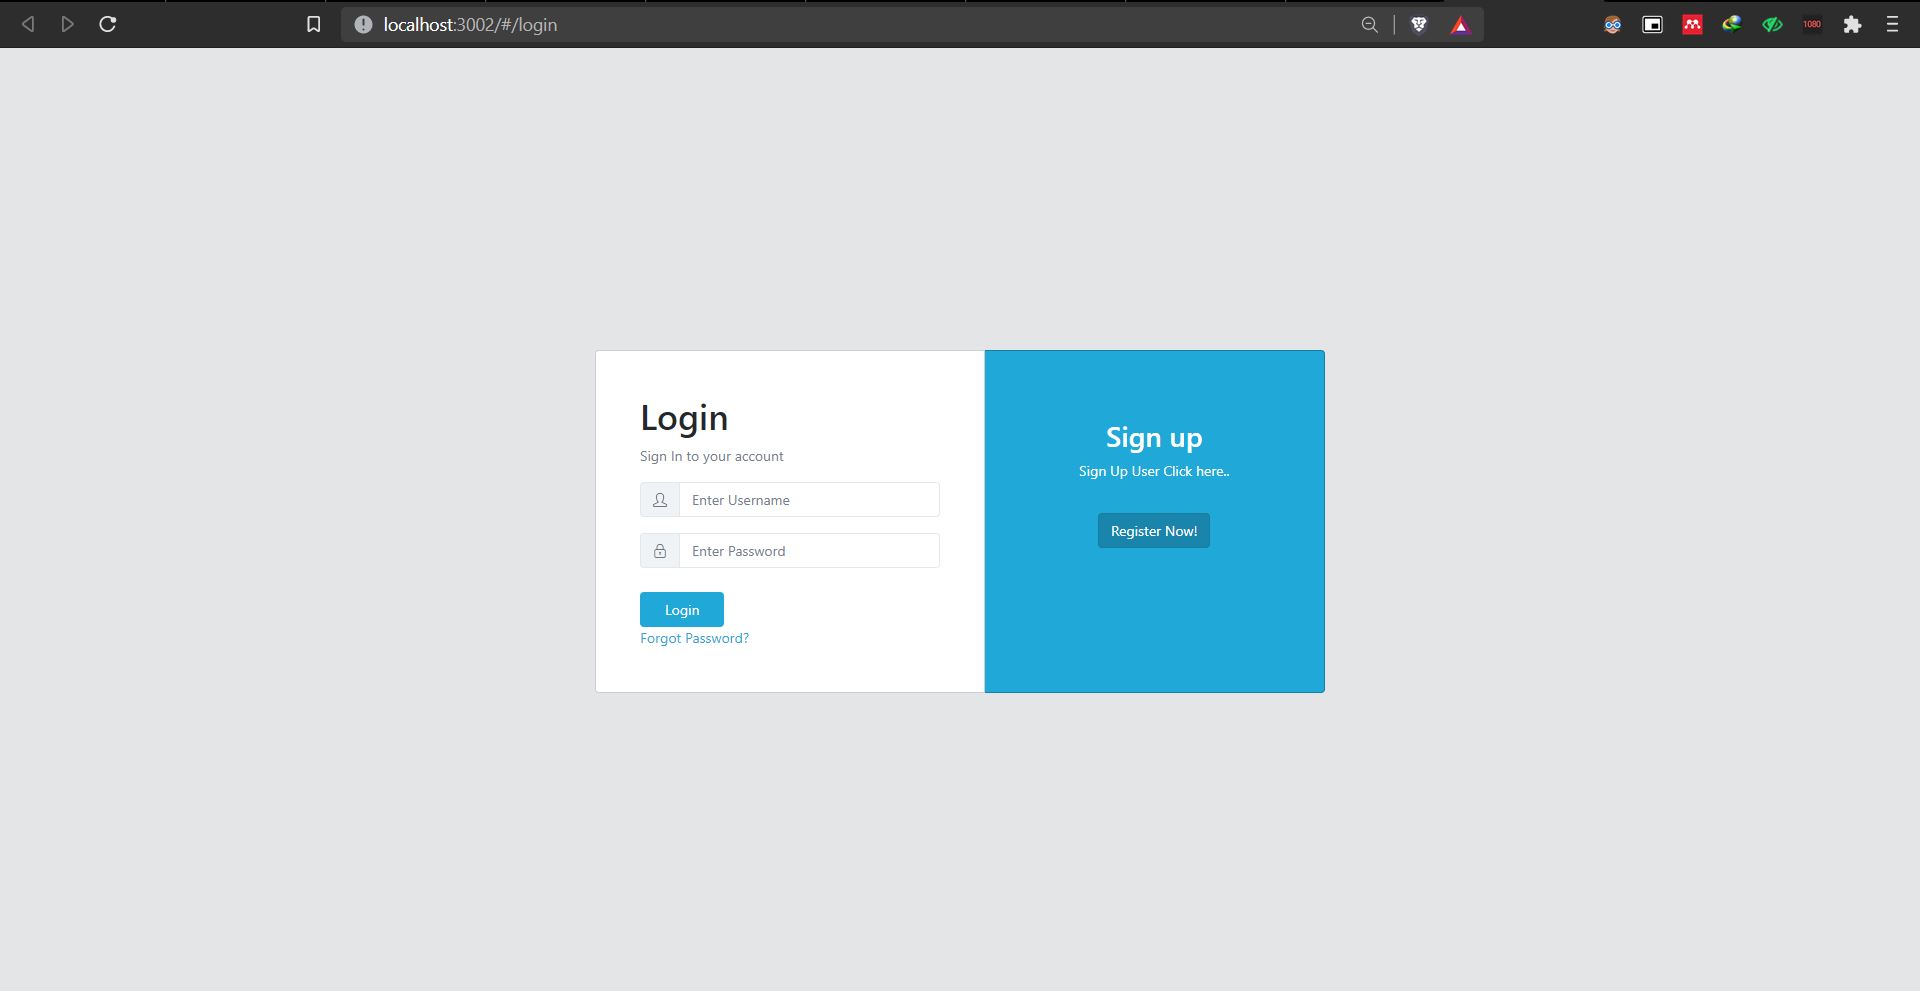 localhost:3002/#/login
1080
Login
Sign In to your account
Enter Username
Enter Password
Login
Forgot Password?
Sign up
Sign Up User Click here..
Register Now!